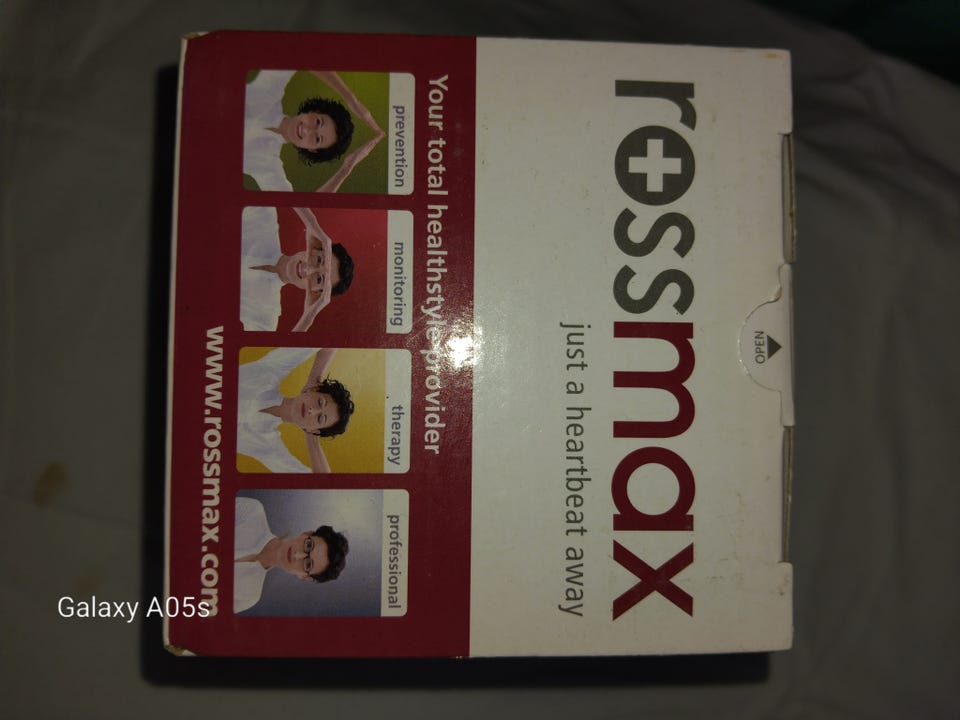 rossmax
just a heartbeat away
OPEN
Your total healthstyle provider
prevention
monitoring
therapy
professional
www.rossmax.com
Galaxy A05s